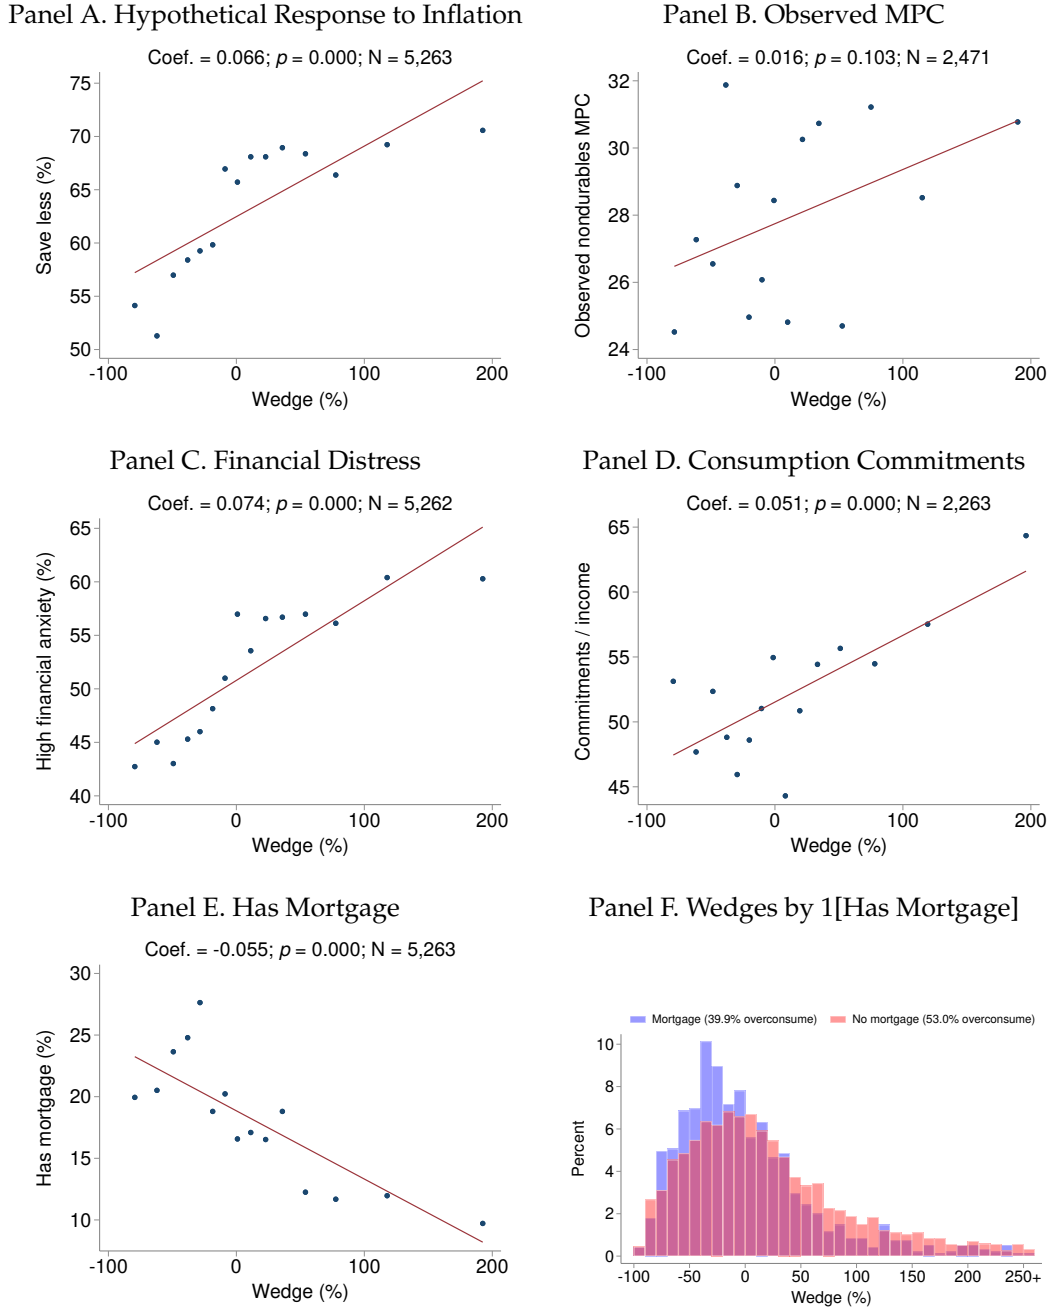 Panel A. Hypothetical Response to Inflation
Coef. = 0.066; p = 0.000; N = 5,263
Save less (%)
75
70
65
60
55
50
-100 0 100 200
Wedge (%)
Panel B. Observed MPC
Coef. = 0.016; p = 0.103; N = 2,471
Observed nondurables MPC
32
30
28
26
24
-100 0 100 200
Wedge (%)
Panel C. Financial Distress
Coef. = 0.074; p = 0.000; N = 5,262
High financial anxiety (%)
65
60
55
50
45
40
-100 0 100 200
Wedge (%)
Panel D. Consumption Commitments
Coef. = 0.051; p = 0.000; N = 2,263
Commitments / income
65
60
55
50
45
-100 0 100 200
Wedge (%)
Panel E. Has Mortgage
Coef. = -0.055; p = 0.000; N = 5,263
Has mortgage (%)
30
25
20
15
10
-100 0 100 200
Wedge (%)
Panel F. Wedges by 1[Has Mortgage]
Mortgage (39.9% overconsume) No mortgage (53.0% overconsume)
Percent
10
8
6
4
2
0
-100 -50 0 50 100 150 200 250+
Wedge (%)